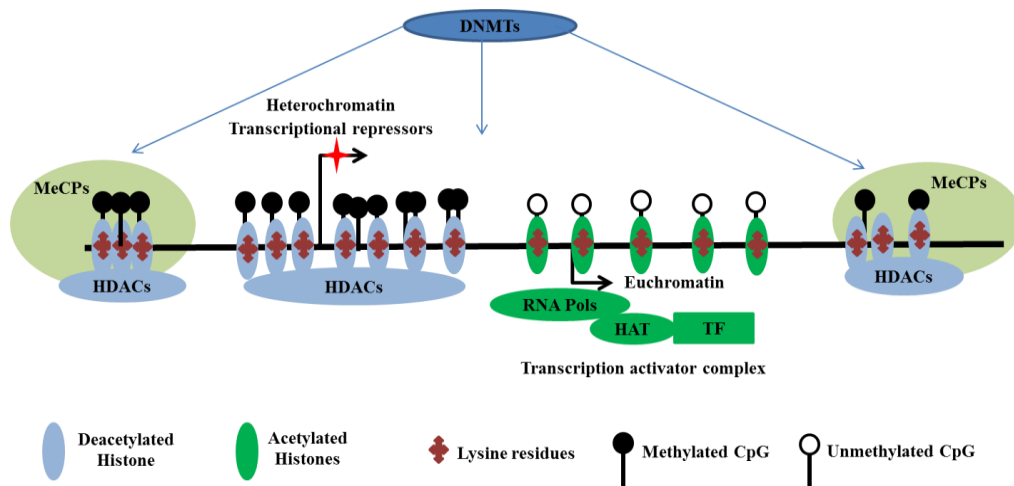 DNMTs
Heterochromatin
Transcriptional repressors
MeCPs
MeCPs
HDACs
HDACs
HDACs
Euchromatin
RNA Pols
HAT
TF
Transcription activator complex
Deacetylated
Histone
Acetylated
Histones
Lysine residues
Methylated CpG
Unmethylated CpG